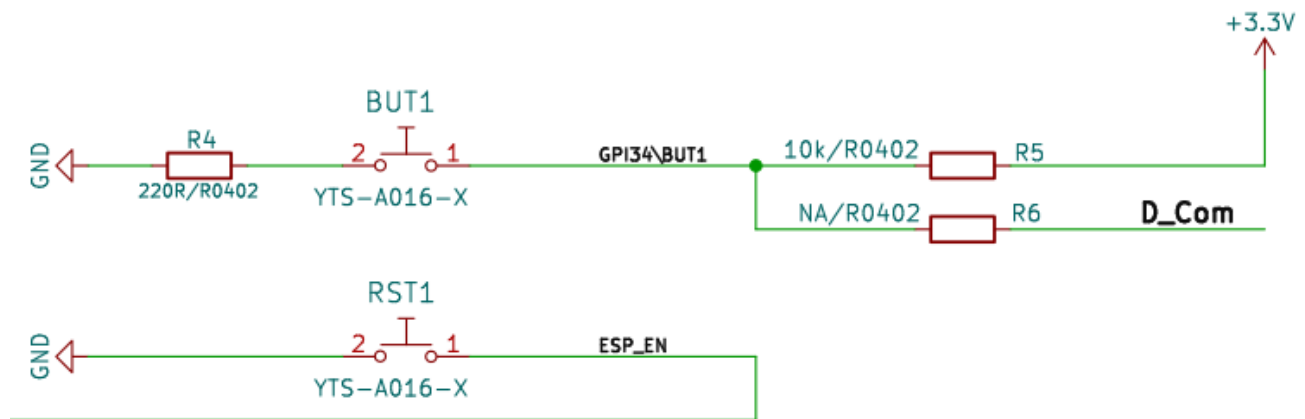 +3.3V
BUT1
R4
2 1
GPI34\BUT1
10k/R0402
R5
GND
220R/R0402
YTS-A016-X
NA/R0402
R6
D_Com
RST1
2 1
ESP_EN
GND
YTS-A016-X